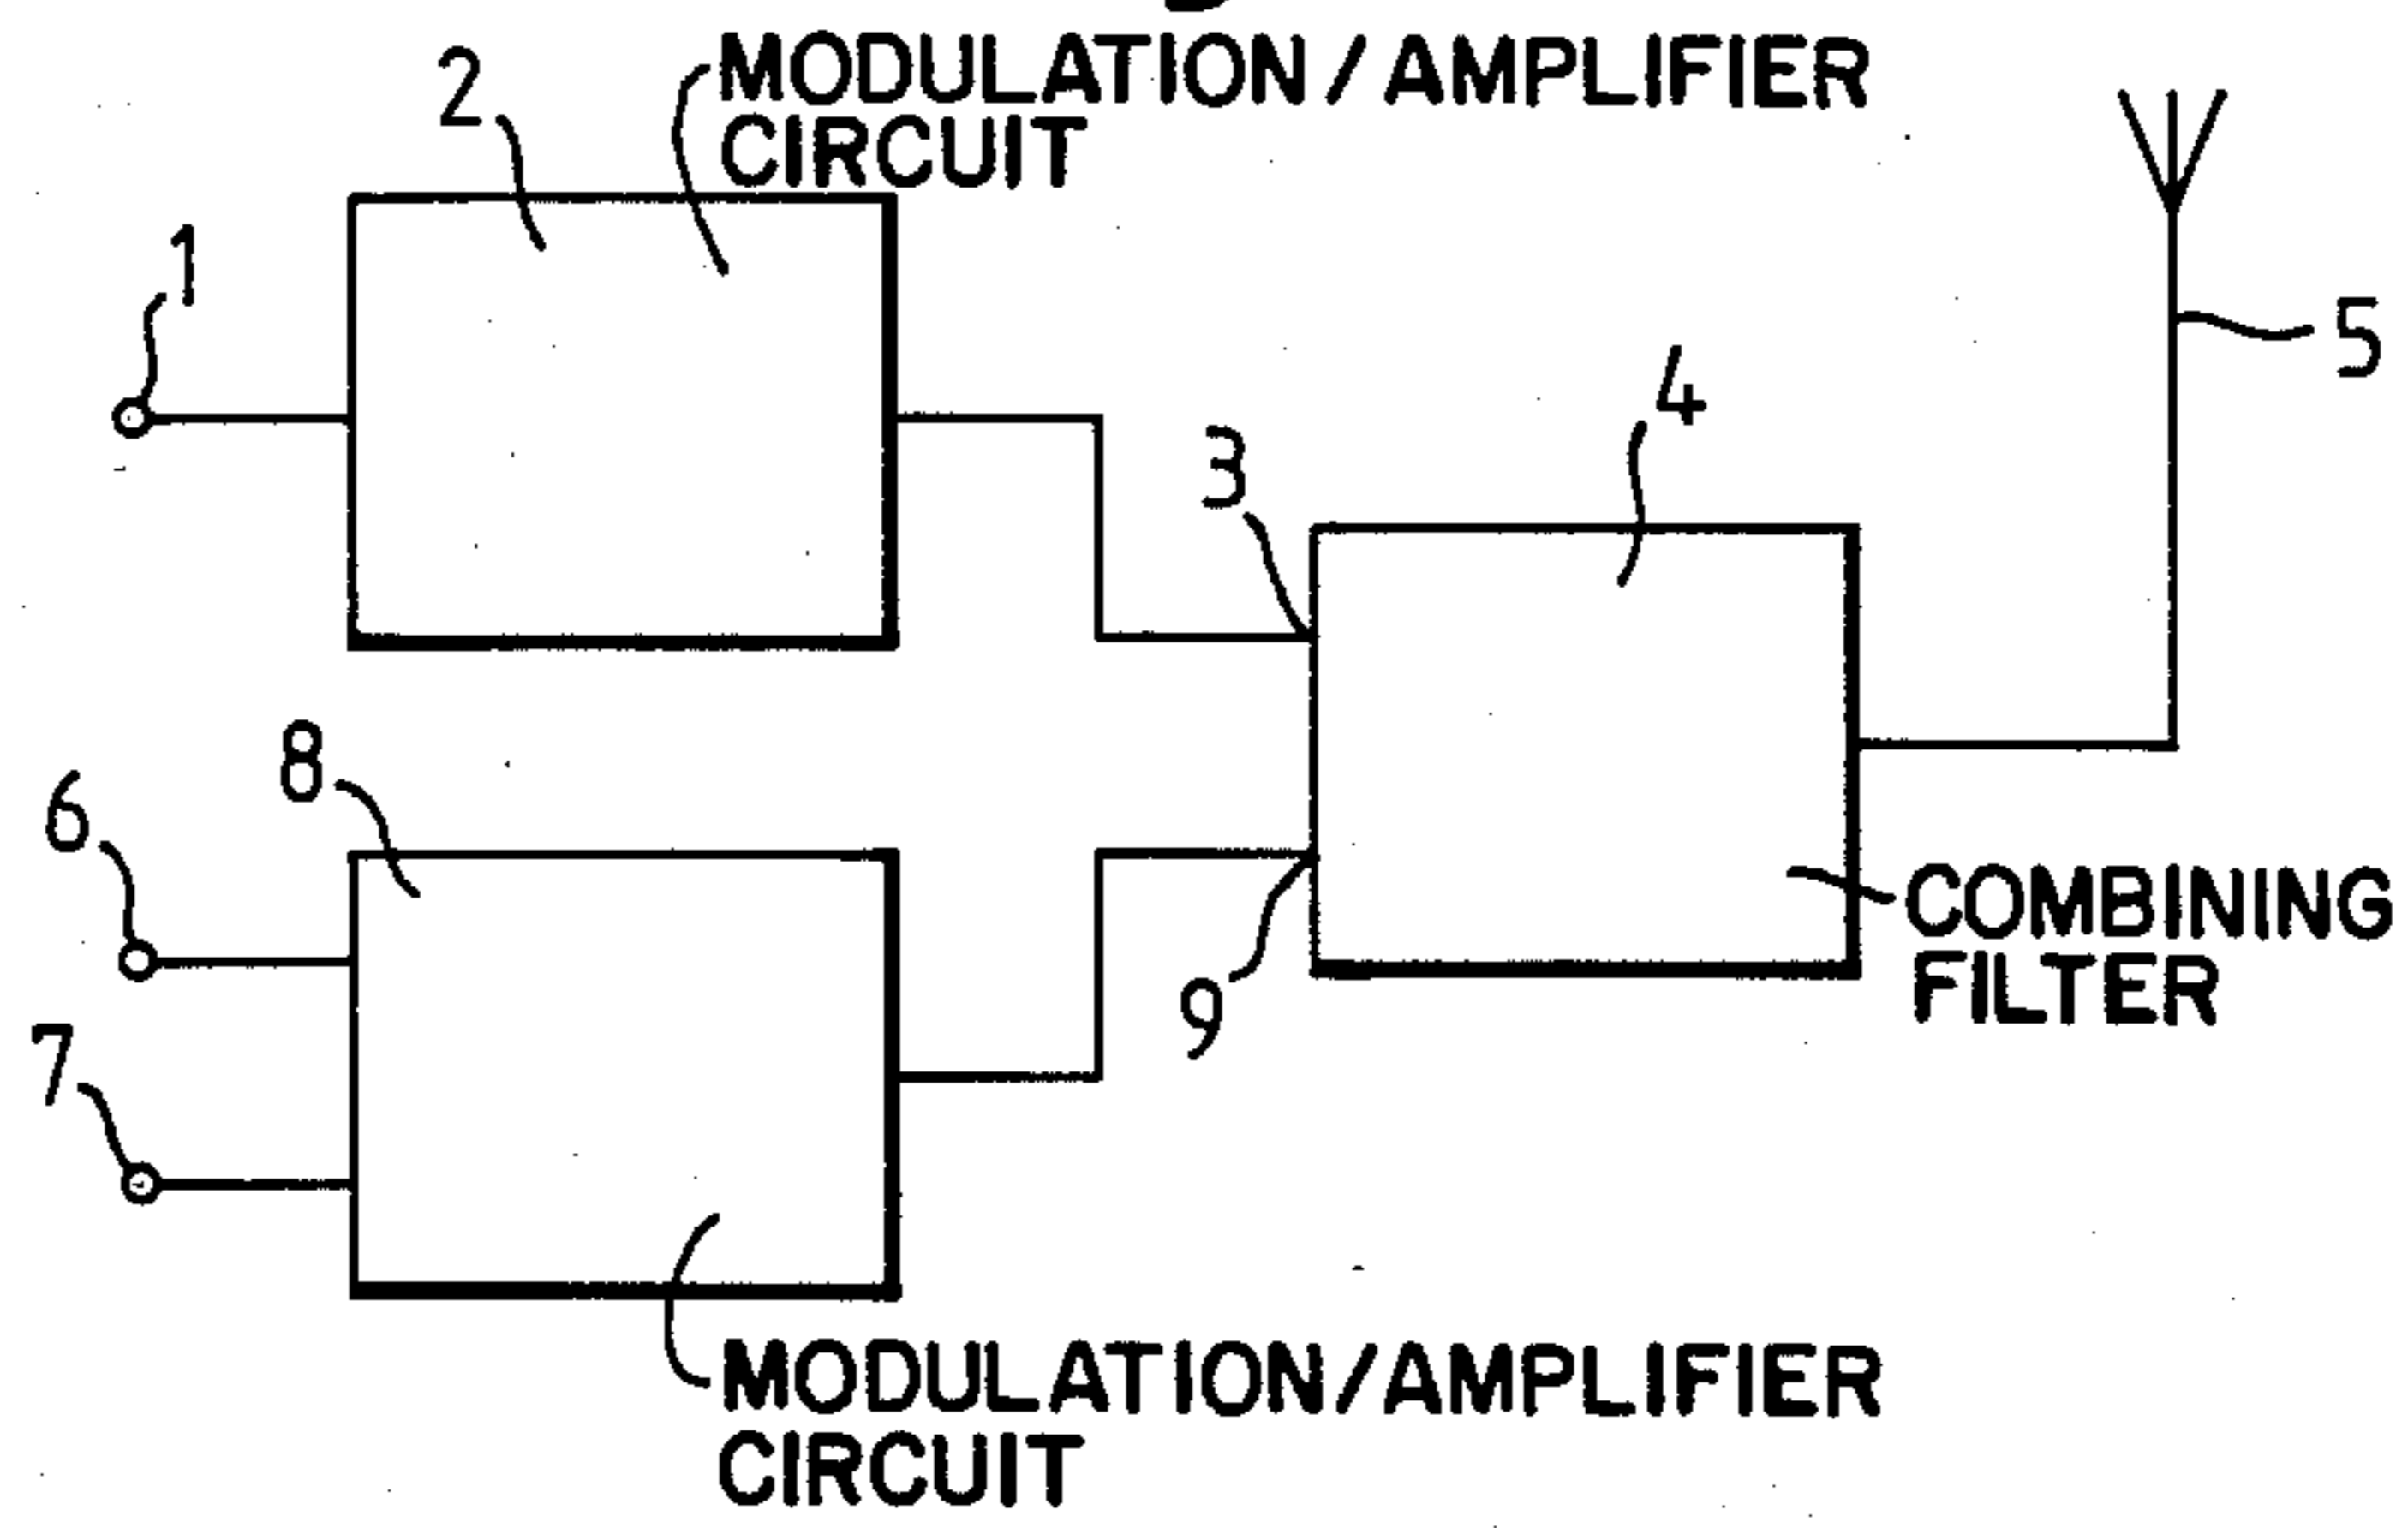 MODULATION/AMPLIFIER
CIRCUIT
2
1
5
4
3
8
6
COMBINING
FILTER
9
7
MODULATION/AMPLIFIER
CIRCUIT